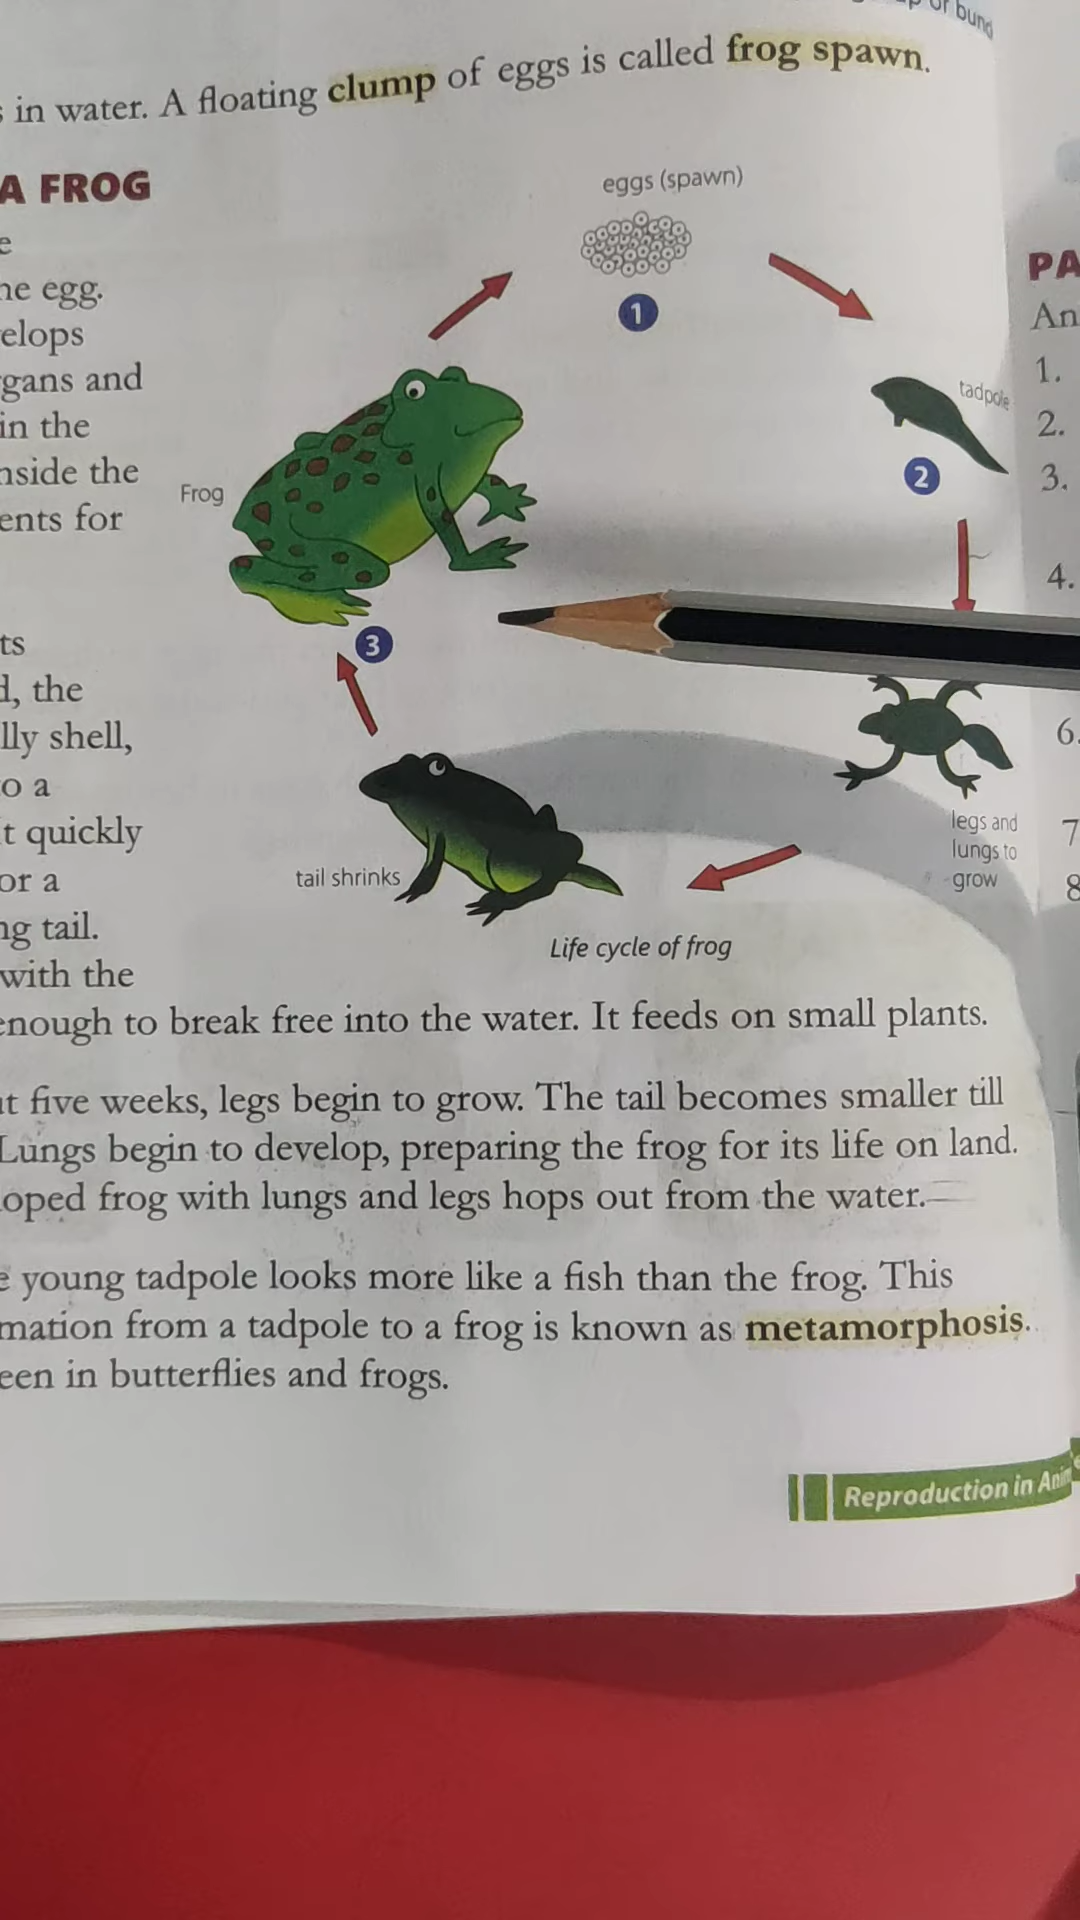 of bund
in water. A floating clump of eggs is called frog spawn.
A FROG
eggs (spawn)
1
he egg.
elops
gans and
in the
nside the
ents for
tadpole
2
Frog
ts
d, the
lly shell,
o a
t quickly
or a
ng tail.
with the
3
tail shrinks
legs and
lungs to
grow
Life cycle of frog
enough to break free into the water. It feeds on small plants.
t five weeks, legs begin to grow. The tail becomes smaller till
Lungs begin to develop, preparing the frog for its life on land.
oped frog with lungs and legs hops out from the water.
e young tadpole looks more like a fish than the frog. This
mation from a tadpole to a frog is known as metamorphosis.
een in butterflies and frogs.
Reproduction in Ani
PA
An
1.
2.
3.
4.
6.
7
8